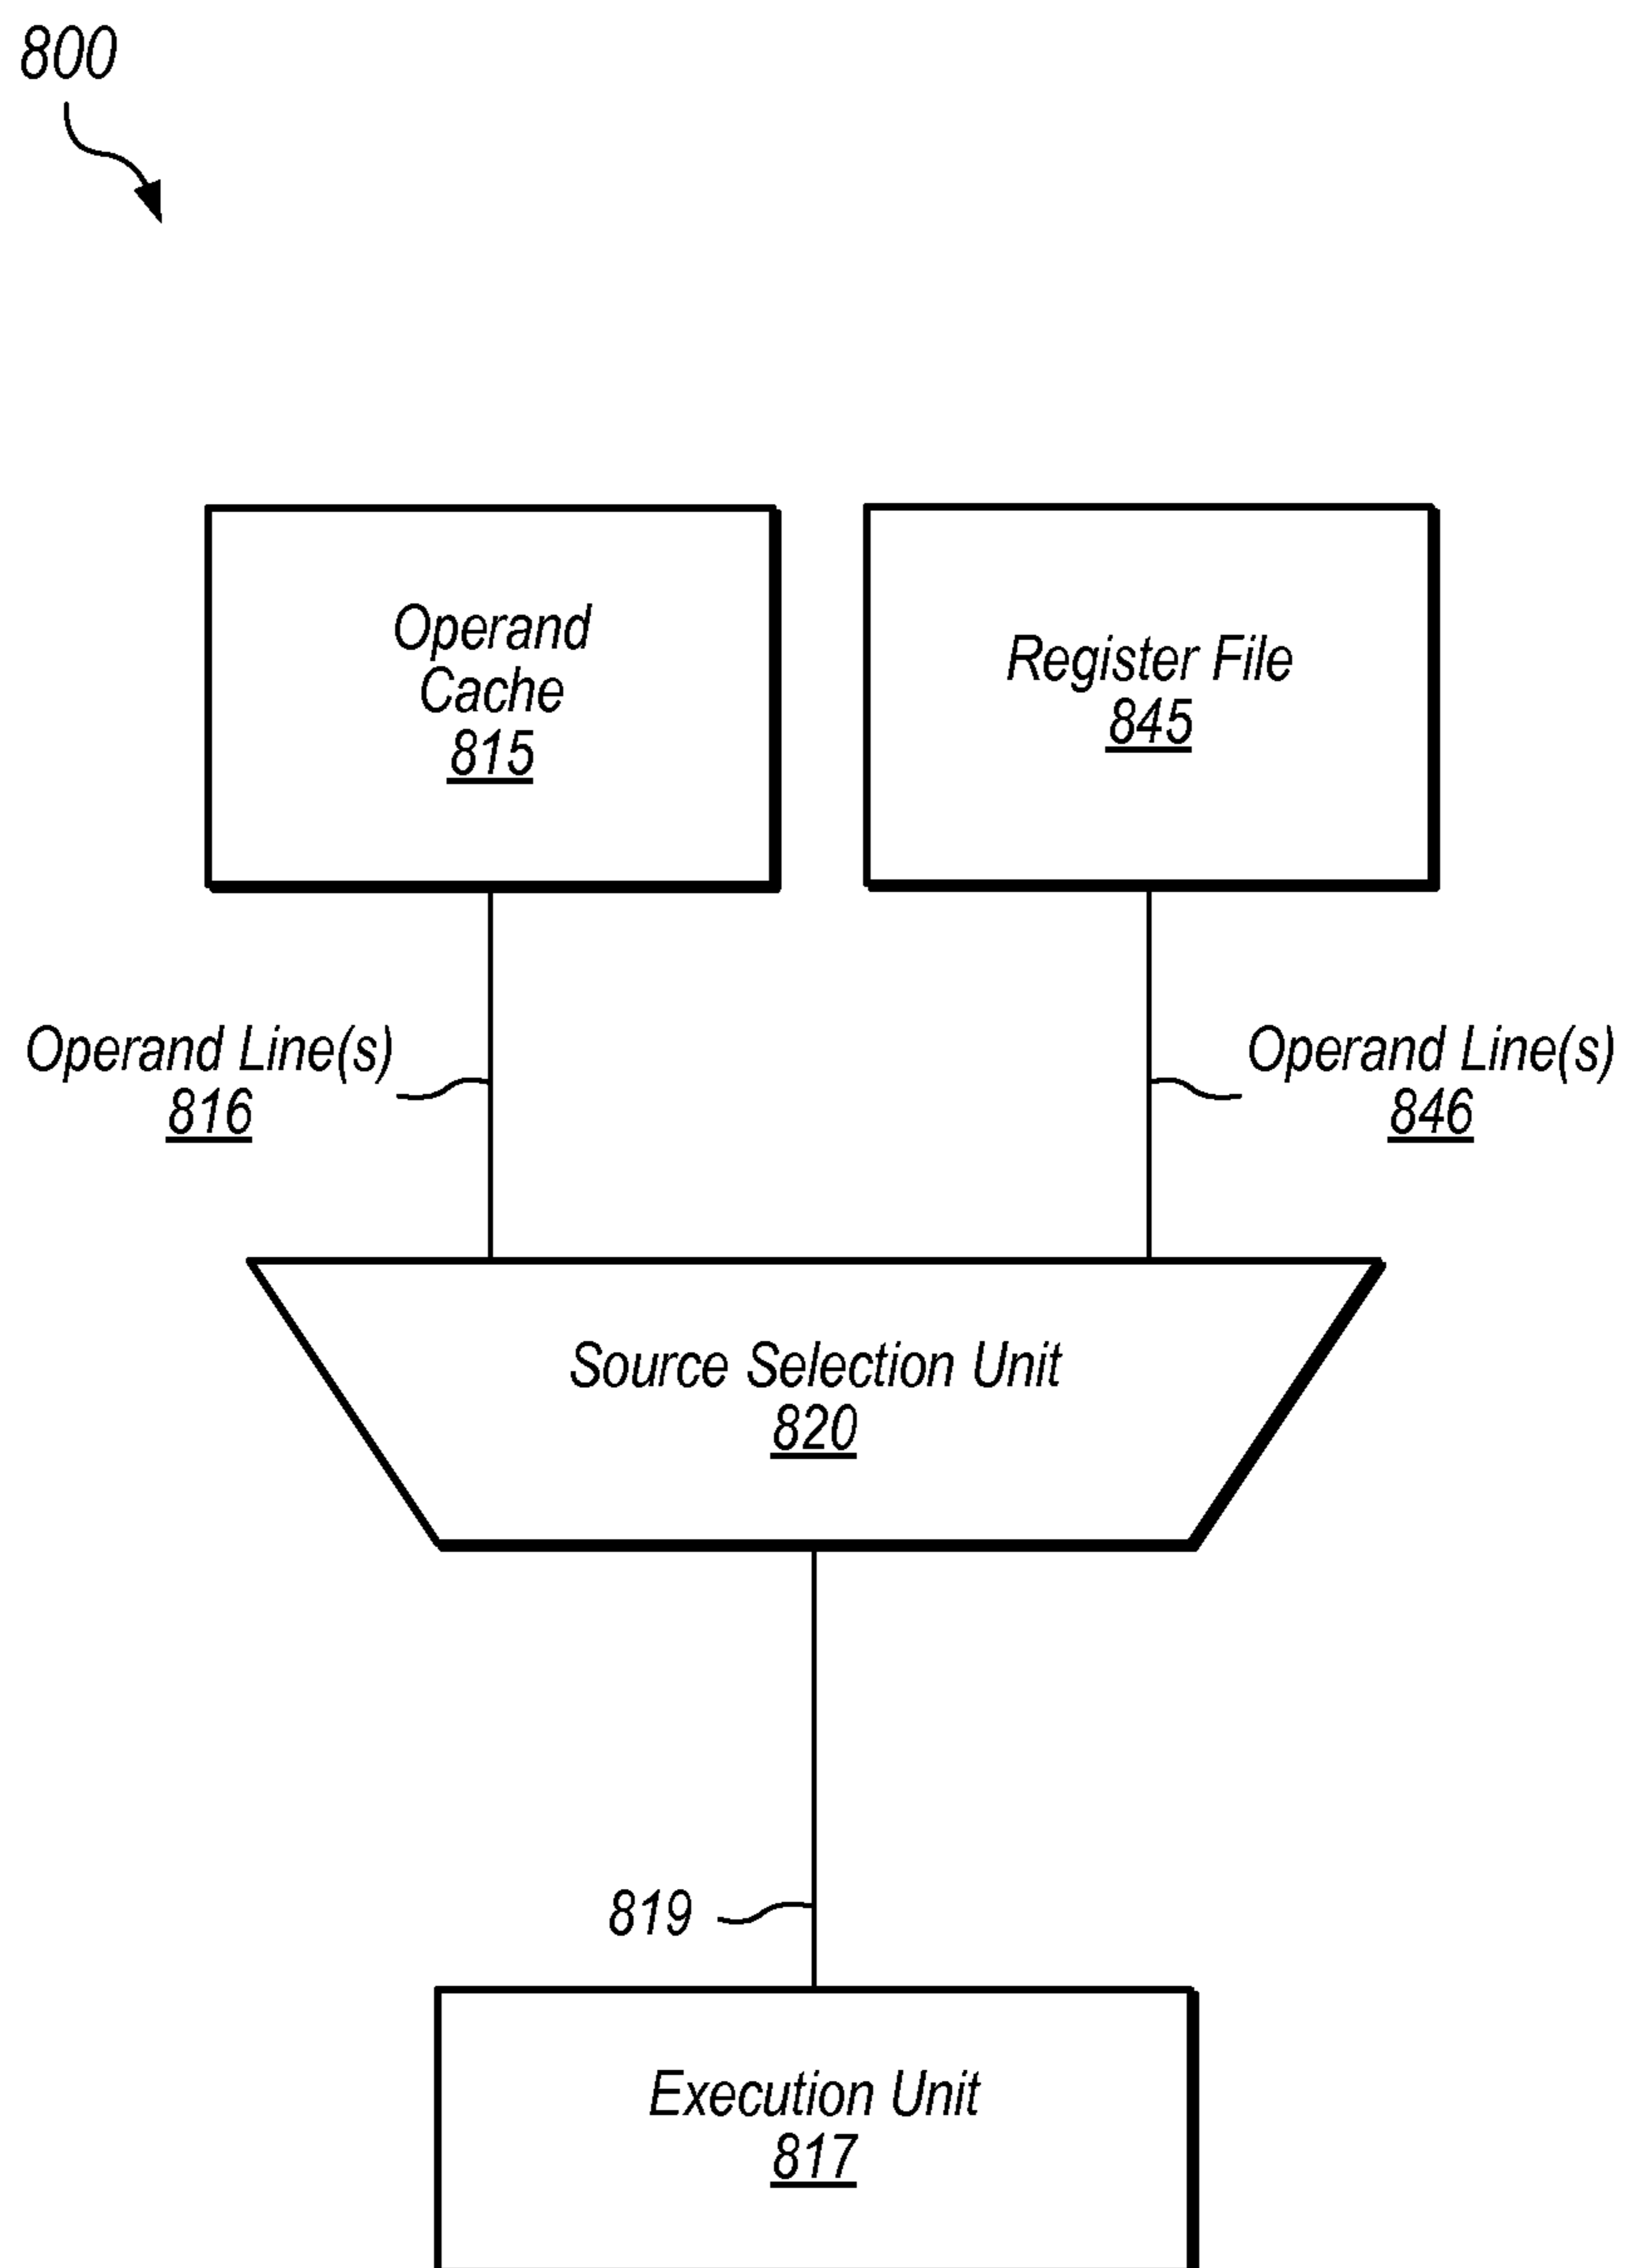 800
Operand
Cache
815
Register File
845
Operand Line(s)
816
Operand Line(s)
846
Source Selection Unit
820
819
Execution Unit
817